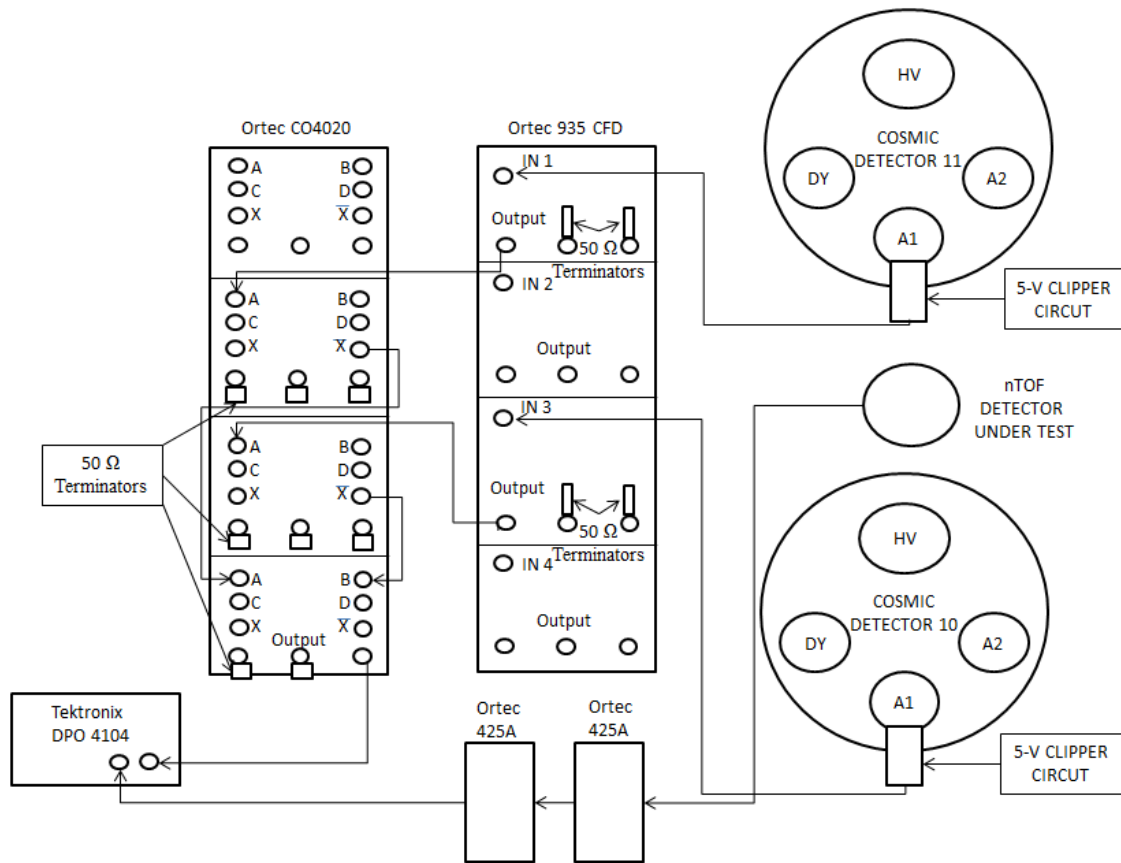 Ortec CO4020
A
B
C
D
X
X̅
A
B
C
D
X
X̅
A
B
C
D
X
X̅
A
B
C
D
X
X̅
Output
50 Ω
Terminators
Tektronix
DPO 4104
Ortec 935 CFD
IN 1
Output
50 Ω
Terminators
IN 2
Output
IN 3
Output
50 Ω
Terminators
IN 4
Output
Ortec
425A
Ortec
425A
HV
COSMIC
DETECTOR 11
DY
A2
A1
5-V CLIPPER
CIRCUT
nTOF
DETECTOR
UNDER TEST
HV
COSMIC
DETECTOR 10
DY
A2
A1
5-V CLIPPER
CIRCUT